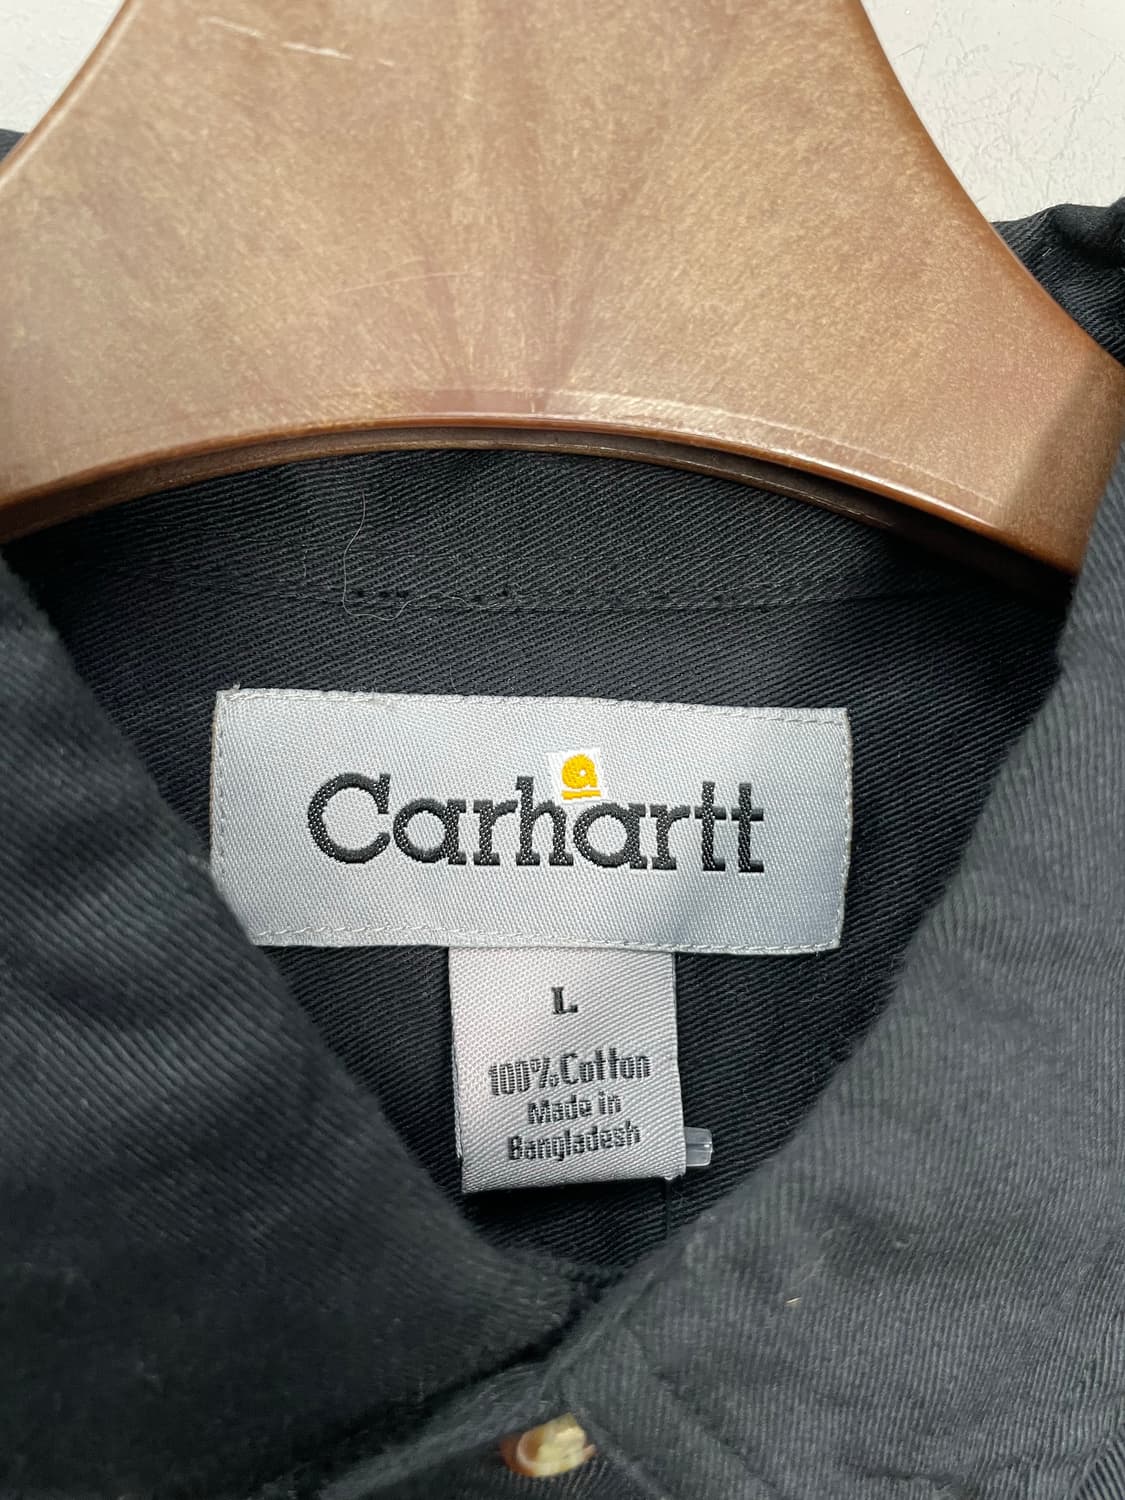 Carhartt
L
100% Cotton
Made in
Bangladesh